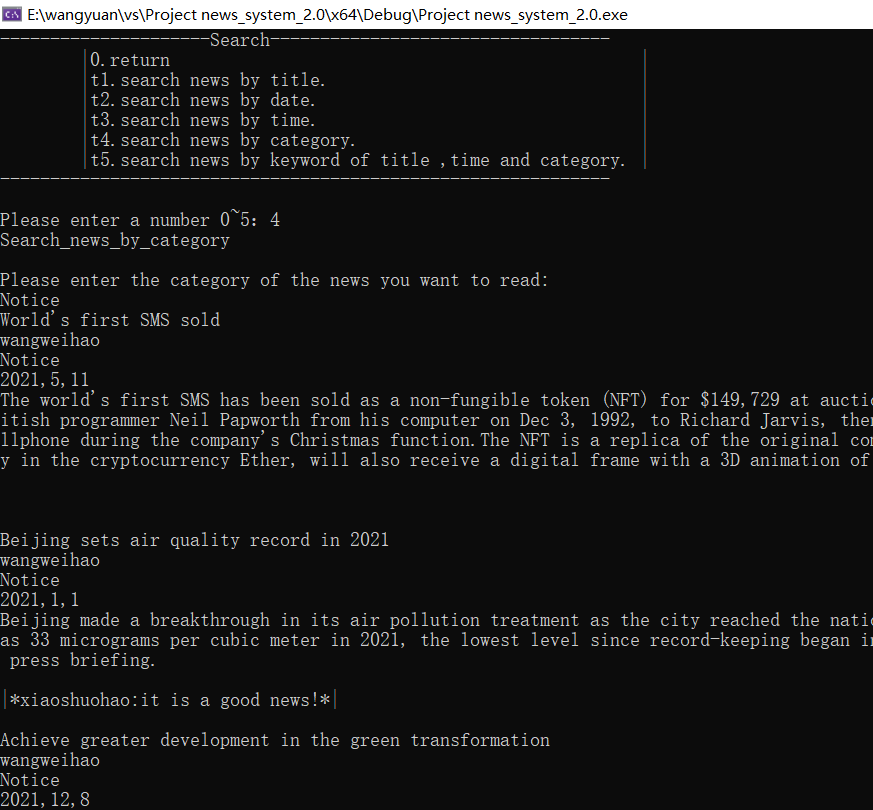 E:\wangyuan\vs\Project news_system_2.0\x64\Debug\Project news_system_2.0.exe
---------------------Search----------------------------------
0.return
t1.search news by title.
t2.search news by date.
t3.search news by time.
t4.search news by category.
t5.search news by keyword of title ,time and category.
-------------------------------------------------------------
Please enter a number 0~5: 4
Search_news_by_category
Please enter the category of the news you want to read:
Notice
World's first SMS sold
wangweihao
Notice
2021,5,11
The world's first SMS has been sold as a non-fungible token (NFT) for $149,729 at
itish programmer Neil Papworth from his computer on Dec 3, 1992, to Richard Jarvis,
llphone during the company's Christmas function.The NFT is a replica of the original
y in the cryptocurrency Ether, will also receive a digital frame with a 3D animation of
Beijing sets air quality record in 2021
wangweihao
Notice
2021,1,1
Beijing made a breakthrough in its air pollution treatment as the city reached the
as 33 micrograms per cubic meter in 2021, the lowest level since record-keeping began
press briefing.
|*xiaoshuohao:it is a good news!*|
Achieve greater development in the green transformation
wangweihao
Notice
2021,12,8